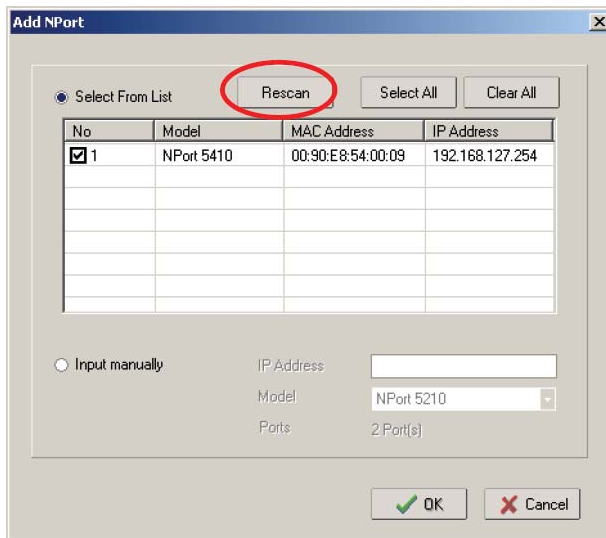 Add NPort
Select From List Rescan Select All Clear All
No Model MAC Address IP Address
1 NPort 5410 00:90:E8:54:00:09 192.168.127.254
Input manually IP Address
Model NPort 5210
Ports 2 Port(s)
OK Cancel